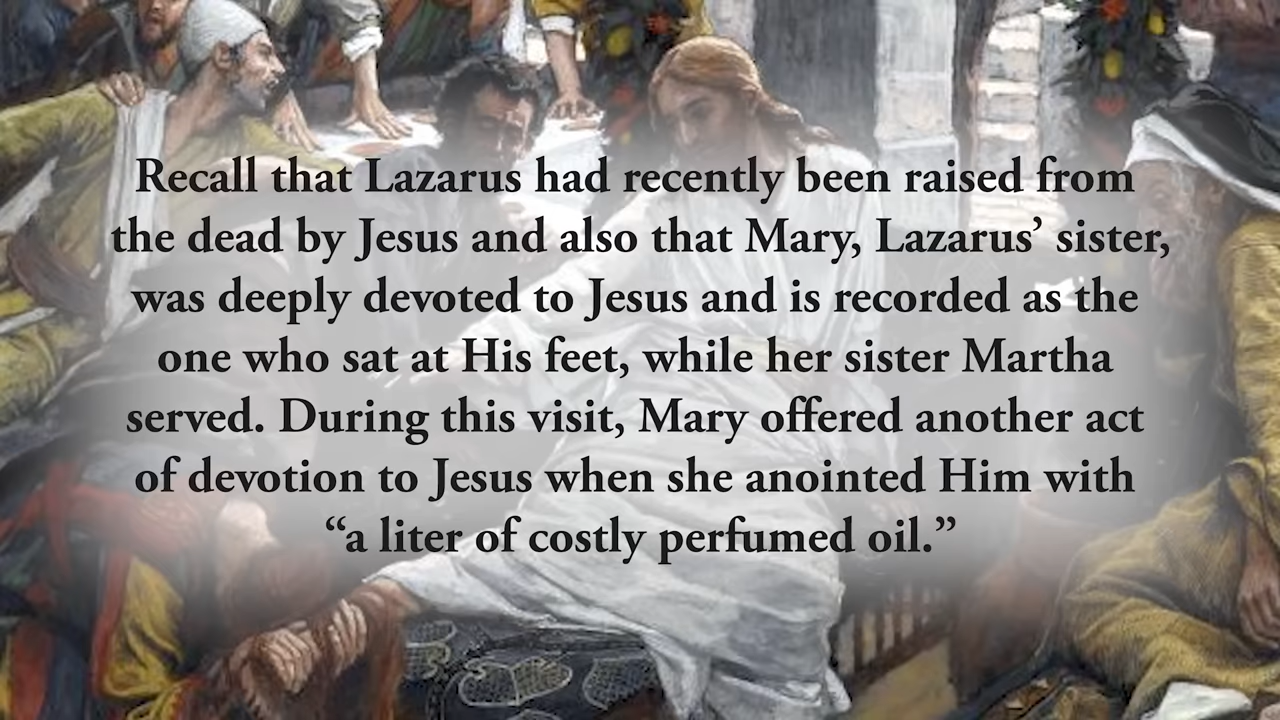 Recall that Lazarus had recently been raised from
the dead by Jesus and also that Mary, Lazarus’ sister,
was deeply devoted to Jesus and is recorded as the
one who sat at His feet, while her sister Martha
served. During this visit, Mary offered another act
of devotion to Jesus when she anointed Him with
“a liter of costly perfumed oil.”